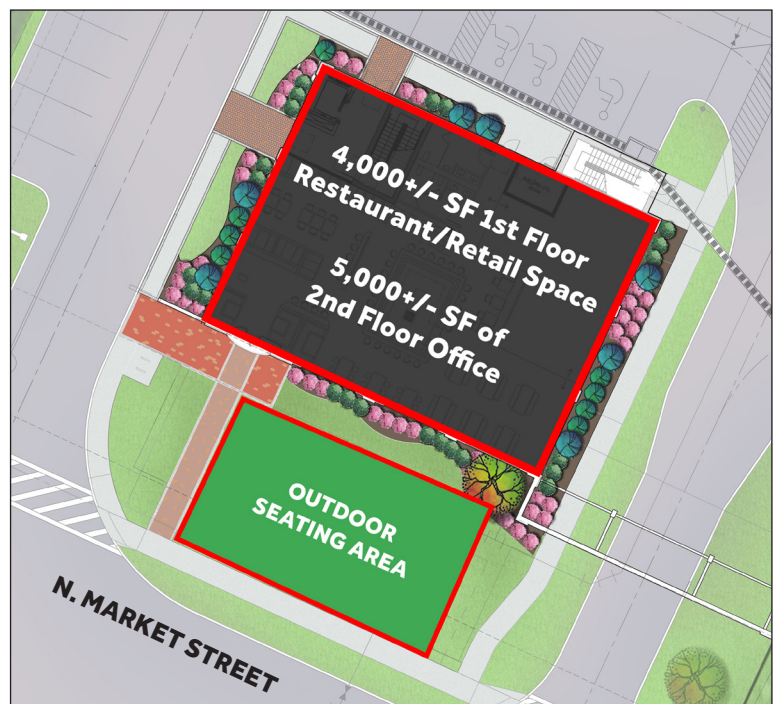 4,000+/- SF 1st Floor
Restaurant/Retail Space
5,000+/- SF of
2nd Floor Office
OUTDOOR
SEATING AREA
N. MARKET STREET